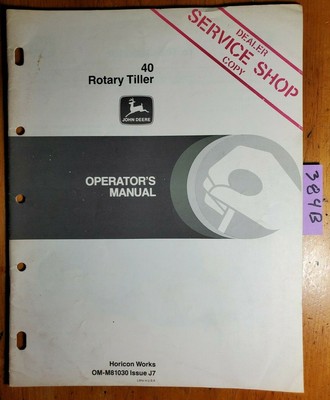 DEALER
SERVICE SHOP
COPY
40
Rotary Tiller
JOHN DEERE
OPERATOR'S
MANUAL
384B
Horicon Works
OM-M81030 Issue J7